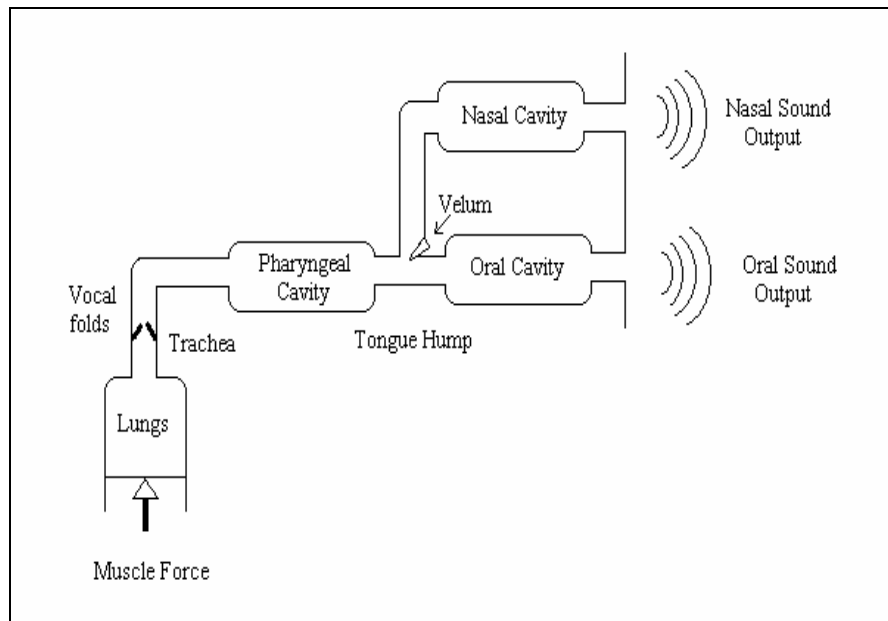 Nasal Cavity
Nasal Sound
Output
Velum
Pharyngeal
Cavity
Oral Cavity
Oral Sound
Output
Vocal
folds
Trachea
Tongue Hump
Lungs
Muscle Force